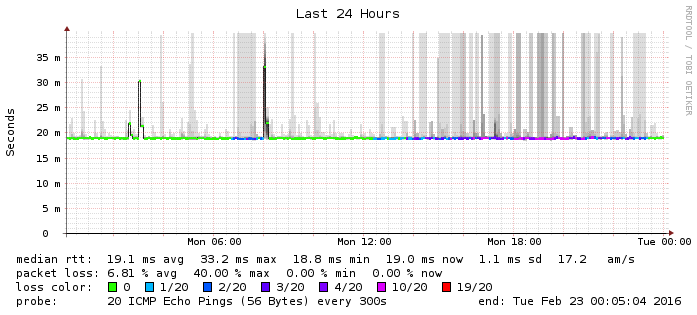 Last 24 Hours
RRDTOOL / TOBI OETIKER
Seconds
35 m
30 m
25 m
20 m
15 m
10 m
5 m
0
Mon 06:00 Mon 12:00 Mon 18:00 Tue 00:00
median rtt: 19.1 ms avg 33.2 ms max 18.8 ms min 19.0 ms now 1.1 ms sd 17.2 am/s
packet loss: 6.81 % avg 40.00 % max 0.00 % min 0.00 % now
loss color: 0 1/20 2/20 3/20 4/20 10/20 19/20
probe: 20 ICMP Echo Pings (56 Bytes) every 300s end: Tue Feb 23 00:05:04 2016